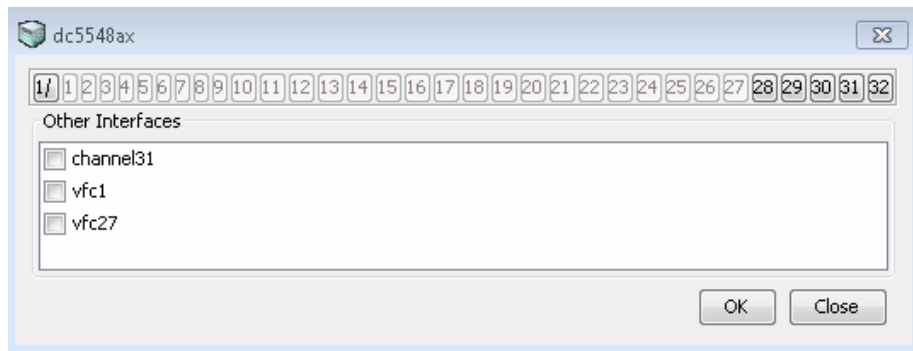 dc5548ax
1/ 1 2 3 4 5 6 7 8 9 10 11 12 13 14 15 16 17 18 19 20 21 22 23 24 25 26 27 28 29 30 31 32
Other Interfaces
channel31
vfc1
vfc27
OK Close